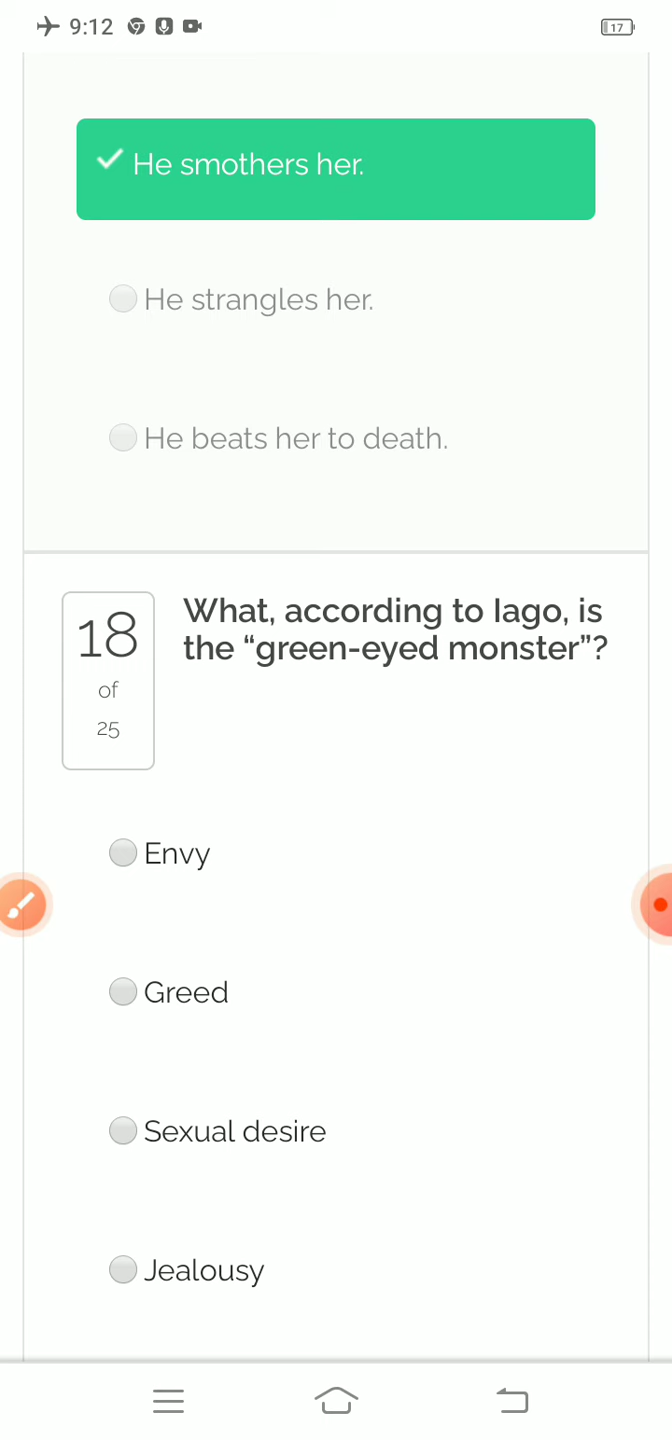 9:12
17
He smothers her.
He strangles her.
He beats her to death.
18
of
25
What, according to Iago, is
the “green-eyed monster”?
Envy
Greed
Sexual desire
Jealousy